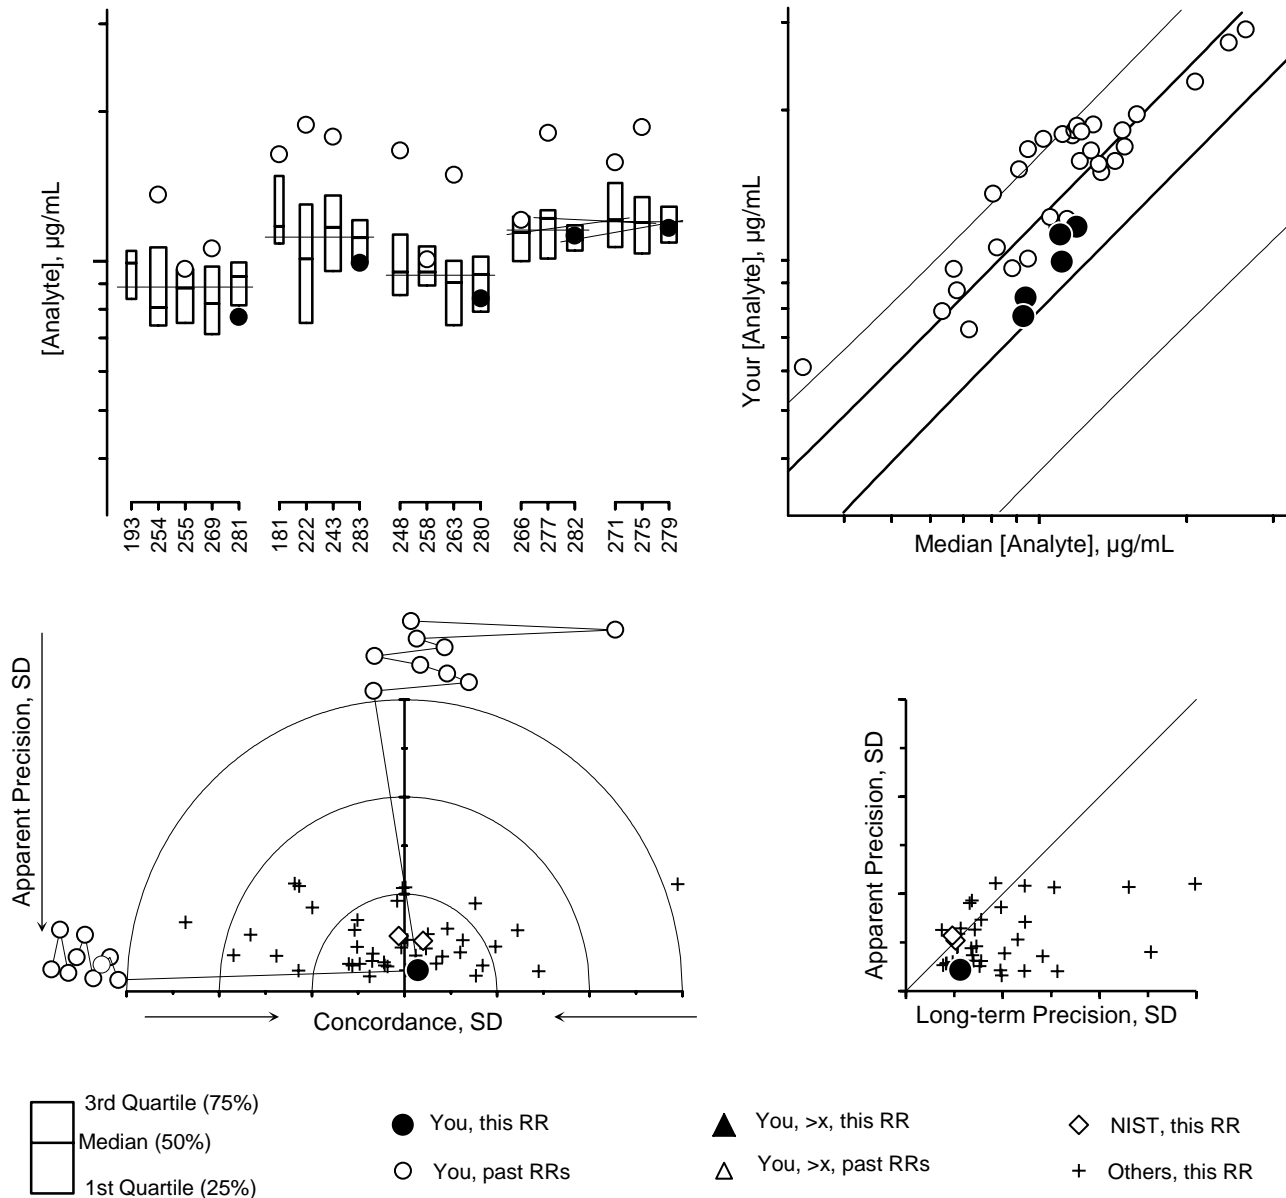 [Analyte], µg/mL
193 254 255 269 281 181 222 243 283 248 258 263 280 266 277 282 271 275 279
Your [Analyte], µg/mL
Median [Analyte], µg/mL
Apparent Precision, SD
Concordance, SD
Apparent Precision, SD
Long-term Precision, SD
3rd Quartile (75%)
Median (50%)
1st Quartile (25%)
You, this RR
You, past RRs
You, >x, this RR
You, >x, past RRs
NIST, this RR
Others, this RR